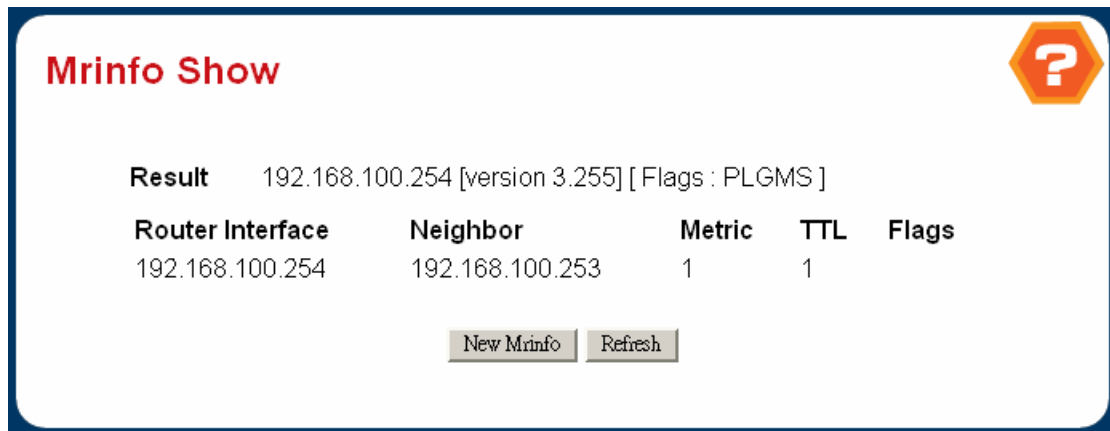 Mrinfo Show
?
Result 192.168.100.254 [version 3.255] [ Flags : PLGMS ]
Router Interface Neighbor Metric TTL Flags
192.168.100.254 192.168.100.253 1 1
New Mrinfo Refresh